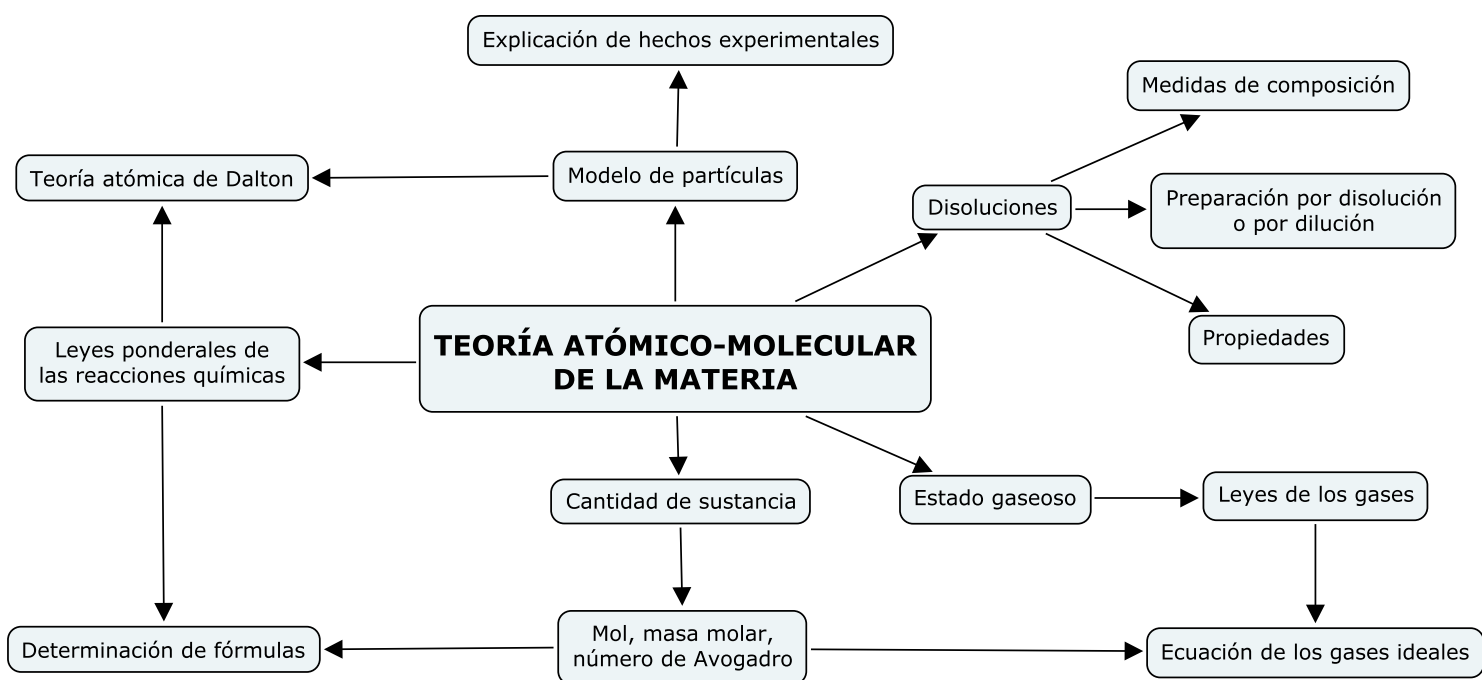 Explicación de hechos experimentales
Medidas de composición
Teoría atómica de Dalton
Modelo de partículas
Disoluciones
Preparación por disolución
o por dilución
Propiedades
TEORÍA ATÓMICO-MOLECULAR
DE LA MATERIA
Leyes ponderales de
las reacciones químicas
Cantidad de sustancia
Estado gaseoso
Leyes de los gases
Determinación de fórmulas
Mol, masa molar,
número de Avogadro
Ecuación de los gases ideales